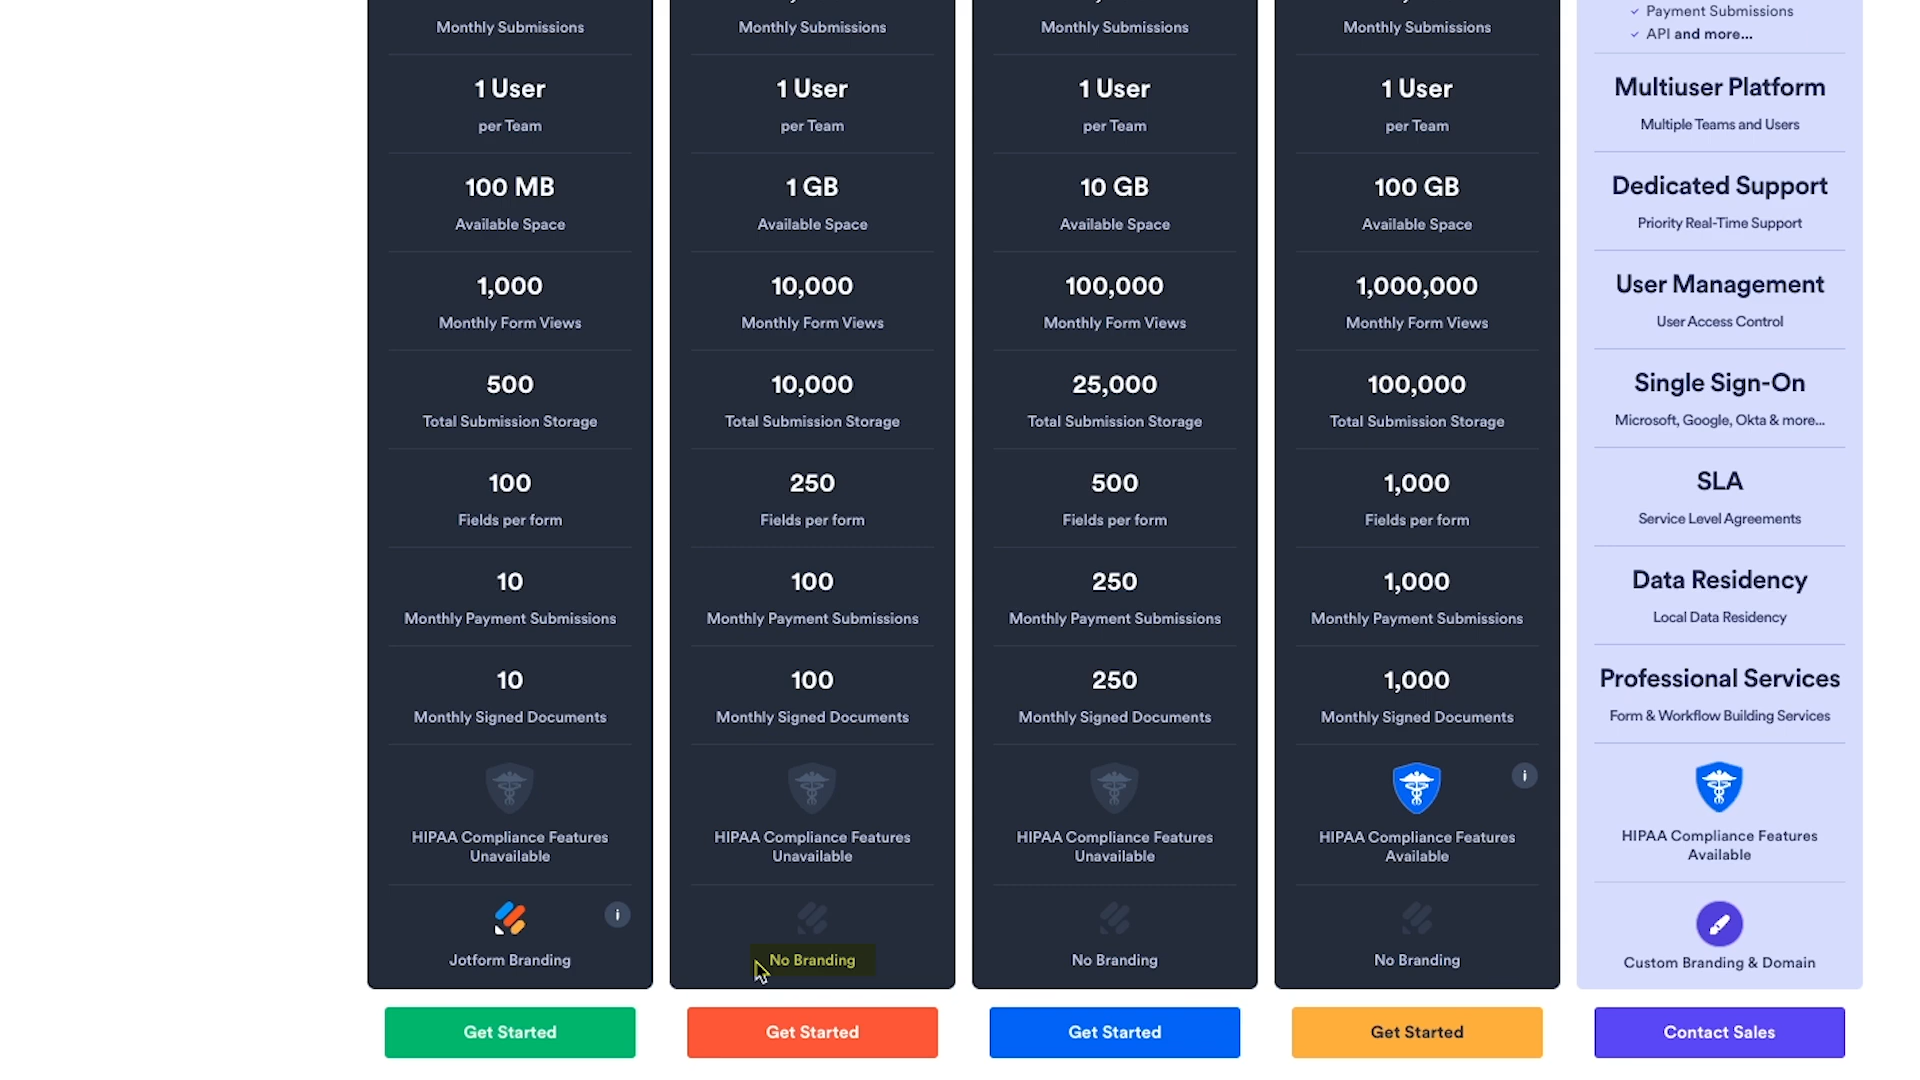 Monthly Submissions
1 User
per Team
100 MB
Available Space
1,000
Monthly Form Views
500
Total Submission Storage
100
Fields per form
10
Monthly Payment Submissions
10
Monthly Signed Documents
HIPAA Compliance Features
Unavailable
i
Jotform Branding
Get Started
Monthly Submissions
1 User
per Team
1 GB
Available Space
10,000
Monthly Form Views
10,000
Total Submission Storage
250
Fields per form
100
Monthly Payment Submissions
100
Monthly Signed Documents
HIPAA Compliance Features
Unavailable
No Branding
Get Started
Monthly Submissions
1 User
per Team
10 GB
Available Space
100,000
Monthly Form Views
25,000
Total Submission Storage
500
Fields per form
250
Monthly Payment Submissions
250
Monthly Signed Documents
HIPAA Compliance Features
Unavailable
No Branding
Get Started
Monthly Submissions
1 User
per Team
100 GB
Available Space
1,000,000
Monthly Form Views
100,000
Total Submission Storage
1,000
Fields per form
1,000
Monthly Payment Submissions
1,000
Monthly Signed Documents
i
HIPAA Compliance Features
Available
No Branding
Get Started
✓ Payment Submissions
✓ API and more...
Multiuser Platform
Multiple Teams and Users
Dedicated Support
Priority Real-Time Support
User Management
User Access Control
Single Sign-On
Microsoft, Google, Okta & more...
SLA
Service Level Agreements
Data Residency
Local Data Residency
Professional Services
Form & Workflow Building Services
HIPAA Compliance Features
Available
Custom Branding & Domain
Contact Sales